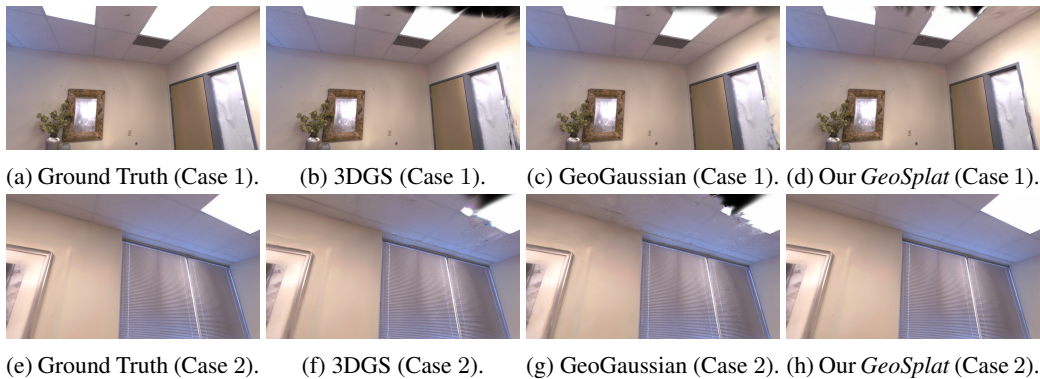 (a) Ground Truth (Case 1). (b) 3DGS (Case 1). (c) GeoGaussian (Case 1). (d) Our GeoSplat (Case 1).
(e) Ground Truth (Case 2). (f) 3DGS (Case 2). (g) GeoGaussian (Case 2). (h) Our GeoSplat (Case 2).